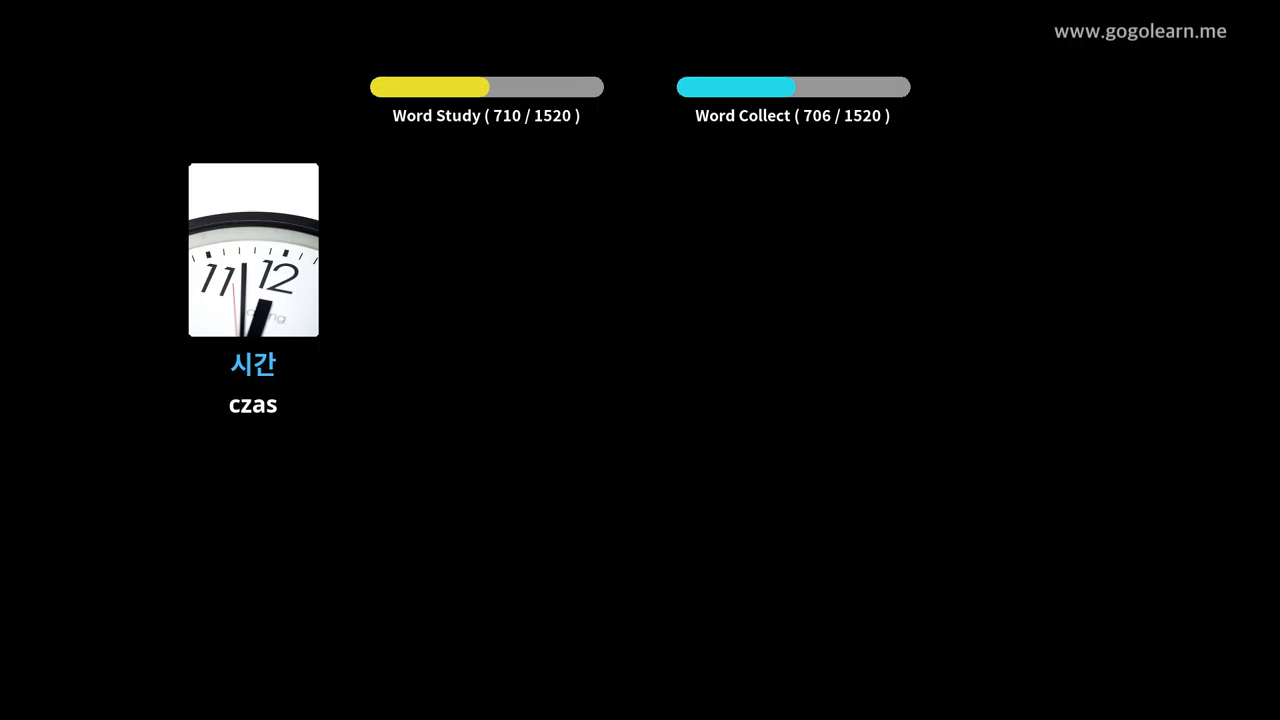 www.gogolearn.me
Word Study ( 710 / 1520 )
Word Collect ( 706 / 1520 )
11 12
시간
czas